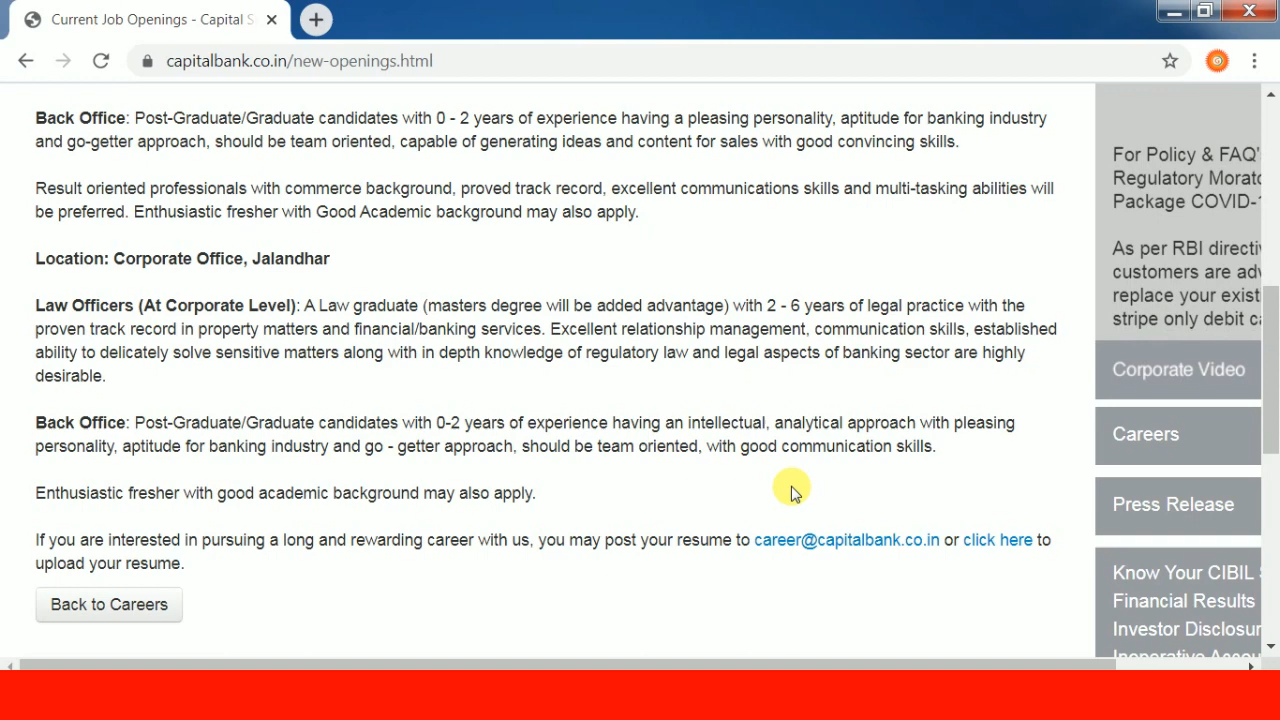 Current Job Openings - Capital S
capitalbank.co.in/new-openings.html
Back Office: Post-Graduate/Graduate candidates with 0 - 2 years of experience having a pleasing personality, aptitude for banking industry
and go-getter approach, should be team oriented, capable of generating ideas and content for sales with good convincing skills.
Result oriented professionals with commerce background, proved track record, excellent communications skills and multi-tasking abilities will
be preferred. Enthusiastic fresher with Good Academic background may also apply.
Location: Corporate Office, Jalandhar
Law Officers (At Corporate Level): A Law graduate (masters degree will be added advantage) with 2 - 6 years of legal practice with the
proven track record in property matters and financial/banking services. Excellent relationship management, communication skills, established
ability to delicately solve sensitive matters along with in depth knowledge of regulatory law and legal aspects of banking sector are highly
desirable.
Back Office: Post-Graduate/Graduate candidates with 0-2 years of experience having an intellectual, analytical approach with pleasing
personality, aptitude for banking industry and go - getter approach, should be team oriented, with good communication skills.
Enthusiastic fresher with good academic background may also apply.
If you are interested in pursuing a long and rewarding career with us, you may post your resume to career@capitalbank.co.in or click here to
upload your resume.
Back to Careers
For Policy & FAQ'
Regulatory Morato
Package COVID-1
As per RBI directiv
customers are adv
replace your exist
stripe only debit ca
Corporate Video
Careers
Press Release
Know Your CIBIL S
Financial Results
Investor Disclosur
Inoperative Accou